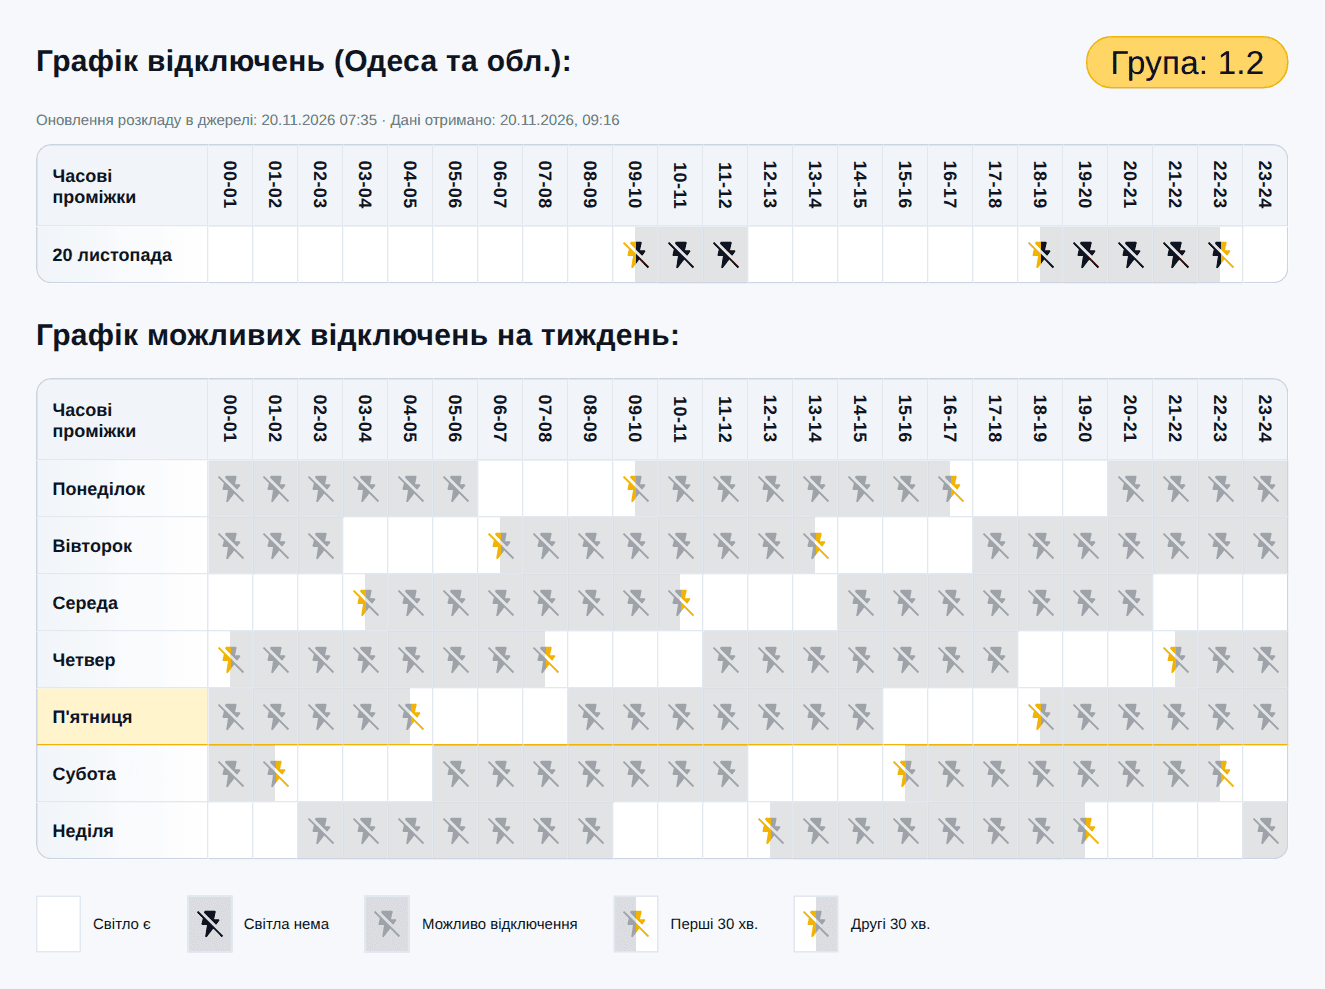 Графік відключень (Одеса та обл.):
Група: 1.2
Оновлення розкладу в джерелі: 20.11.2026 07:35 · Дані отримано: 20.11.2026, 09:16
Часові проміжки 00-01 01-02 02-03 03-04 04-05 05-06 06-07 07-08 08-09 09-10 10-11 11-12 12-13 13-14 14-15 15-16 16-17 17-18 18-19 19-20 20-21 21-22 22-23 23-24
20 листопада
Графік можливих відключень на тиждень:
Часові проміжки 00-01 01-02 02-03 03-04 04-05 05-06 06-07 07-08 08-09 09-10 10-11 11-12 12-13 13-14 14-15 15-16 16-17 17-18 18-19 19-20 20-21 21-22 22-23 23-24
Понеділок
Вівторок
Середа
Четвер
П'ятниця
Субота
Неділя
Світло є Світла нема Можливо відключення Перші 30 хв. Другі 30 хв.